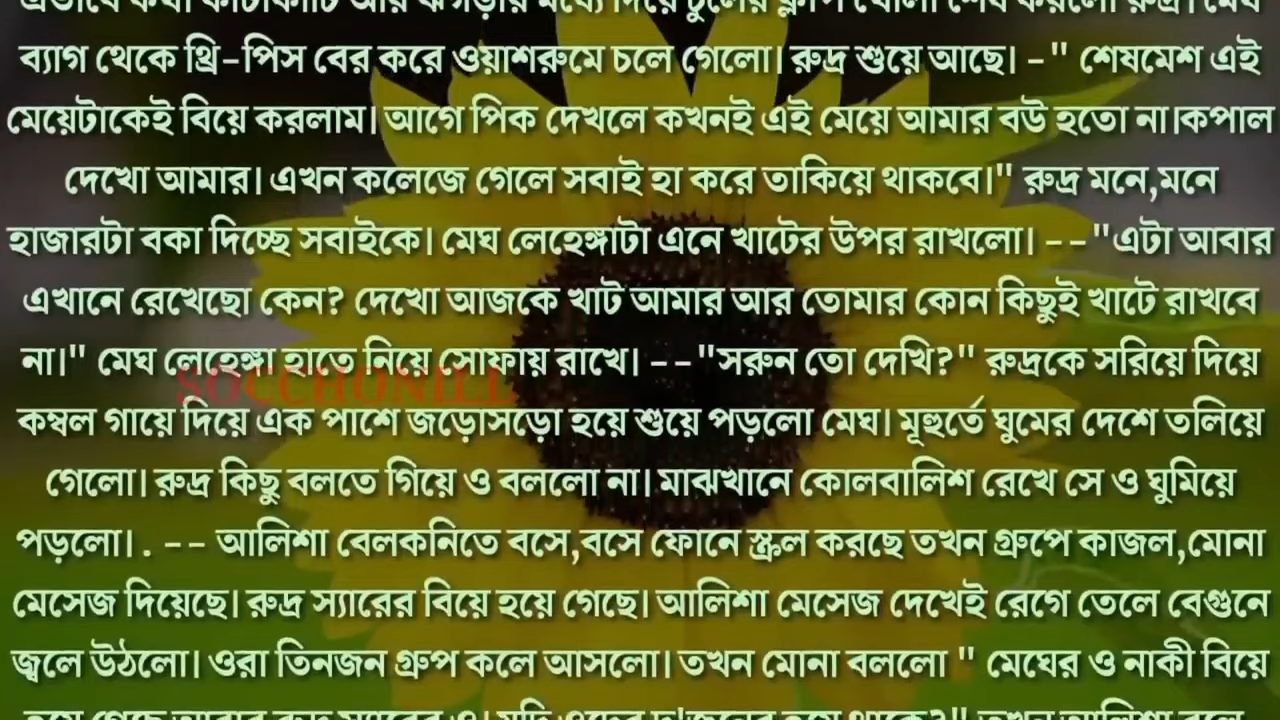 ব্যাগ থেকে থ্রি-পিস বের করে ওয়াশরুমে চলে গেলো| রুদ্র শুয়ে আছে। -" শেষমেশ এই
মেয়েটাকেই বিয়ে করলাম। আগে পিক দেখলে কখনই এই মেয়ে আমার বউ হতো না।কপাল
দেখো আমার। এখন কলেজে গেলে সবাই হা করে তাকিয়ে থাকবে।" রুদ্র মনে,মনে
হাজারটা বকা দিচ্ছে সবাইকে। মেঘ লেহেঙ্গাটা এনে খাটের উপর রাখলো। --"এটা আবার
এখানে রেখেছো কেন? দেখো আজকে খাট আমার আর তোমার কোন কিছুই খাটে রাখবে
না।" মেঘ লেহেঙ্গা হাতে নিয়ে সোফায় রাখে। --"সরুন তো দেখি?" রুদ্রকে সরিয়ে দিয়ে
SOCCHONILL
কম্বল গায়ে দিয়ে এক পাশে জড়োসড়ো হয়ে শুয়ে পড়লো মেঘ। মূহুর্তে ঘুমের দেশে তলিয়ে
গেলো। রুদ্র কিছু বলতে গিয়ে ও বললো না। মাঝখানে কোলবালিশ রেখে সে ও ঘুমিয়ে
পড়লো।. -- আলিশা বেলকনিতে বসে,বসে ফোনে স্ক্রল করছে তখন গ্রুপে কাজল,মোনা
মেসেজ দিয়েছে। রুদ্র স্যারের বিয়ে হয়ে গেছে। আলিশা মেসেজ দেখেই রেগে তেলে বেগুনে
জ্বলে উঠলো। ওরা তিনজন গ্রুপ কলে আসলো। তখন মোনা বললো " মেঘের ও নাকী বিয়ে